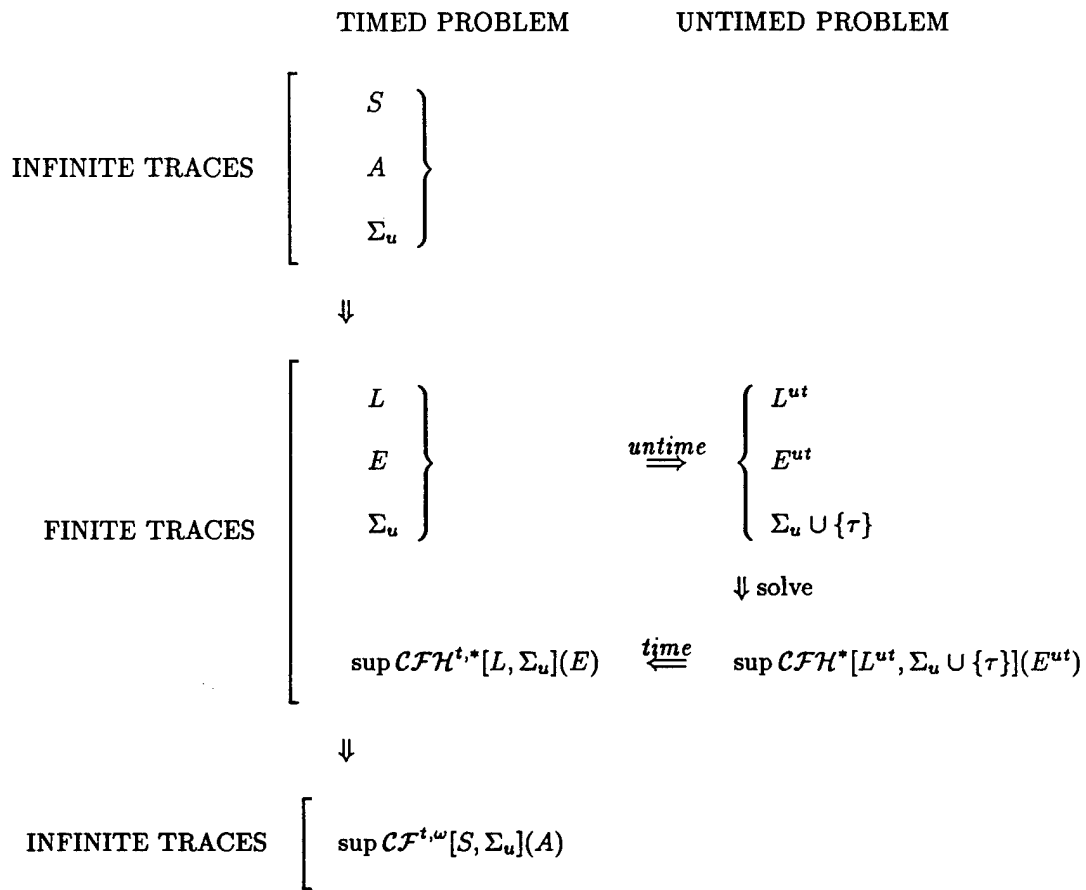 TIMED PROBLEM UNTIMED PROBLEM
S
INFINITE TRACES A
Σ_u
⇓
L L^{ut}
E untime ⟹ E^{ut}
FINITE TRACES Σ_u Σ_u ∪ {τ}
⇓ solve
sup 𝒞ℱℋ^{t,*}[L, Σ_u](E) time ⟸ sup 𝒞ℱℋ^*[L^{ut}, Σ_u ∪ {τ}](E^{ut})
⇓
INFINITE TRACES sup 𝒞ℱ^{t,ω}[S, Σ_u](A)